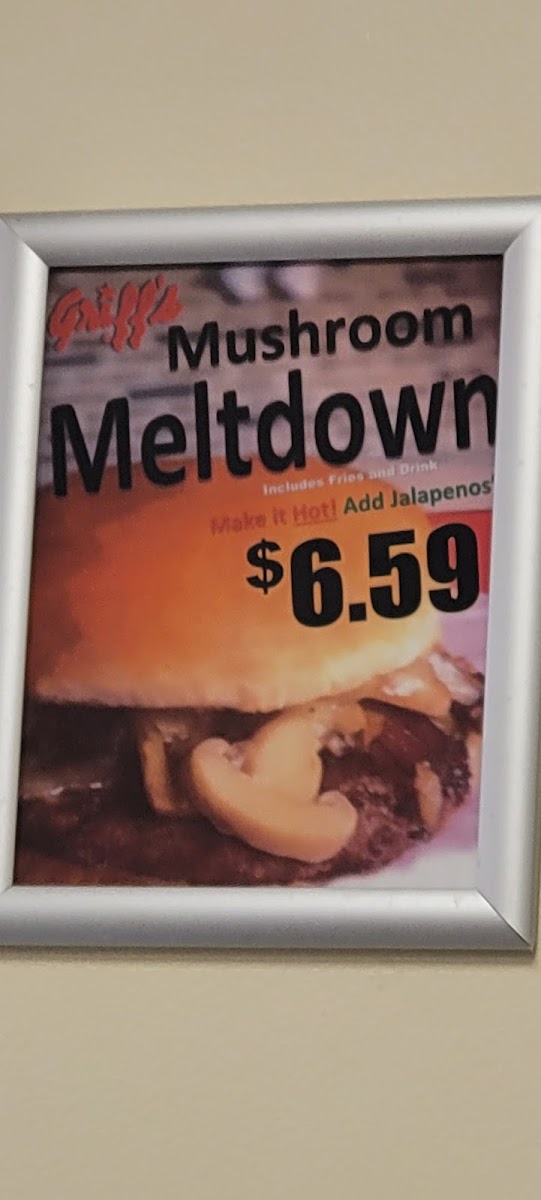 Griff's
Mushroom
Meltdown
Includes Fries and Drink
Make it Hot! Add Jalapenos
$6.59